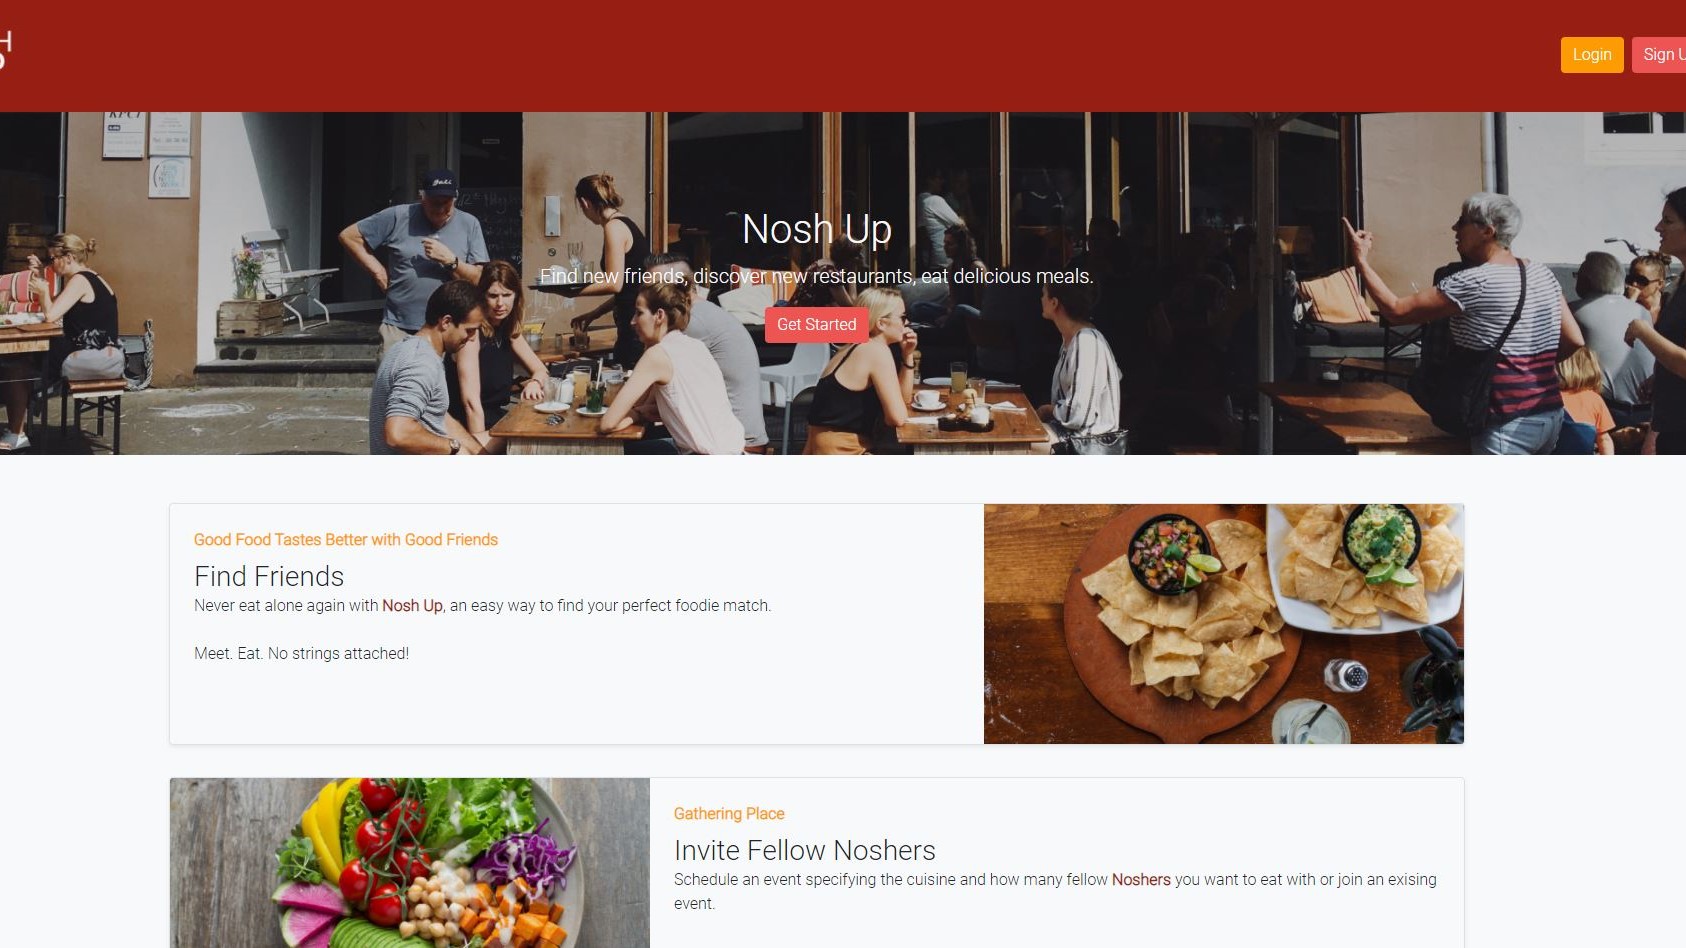 H
Login
Sign U
Nosh Up
Find new friends, discover new restaurants, eat delicious meals.
Get Started
Good Food Tastes Better with Good Friends
Find Friends
Never eat alone again with Nosh Up, an easy way to find your perfect foodie match.
Meet. Eat. No strings attached!
Gathering Place
Invite Fellow Noshers
Schedule an event specifying the cuisine and how many fellow Noshers you want to eat with or join an exising
event.